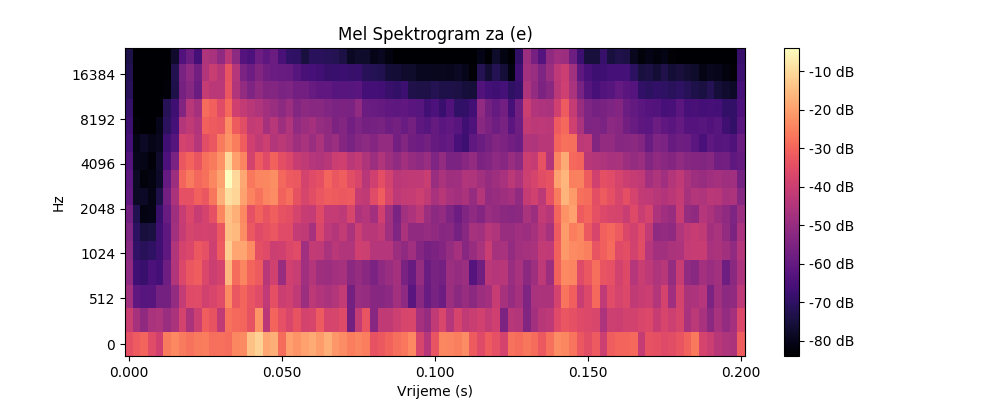 Mel Spektrogram za (e)
Hz
16384
8192
4096
2048
1024
512
0
0.000
0.050
0.100
0.150
0.200
Vrijeme (s)
-10 dB
-20 dB
-30 dB
-40 dB
-50 dB
-60 dB
-70 dB
-80 dB